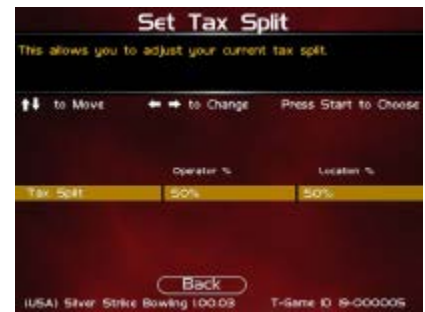 Set Tax Split
This allows you to adjust your current tax split.
⬆⬇ to Move ⬅ ➡ to Change Press Start to Choose
Operator % Location %
Tax Split 50% 50%
Back
(USA) Silver Strike Bowling 1.00.03 T-Game ID 19-000005